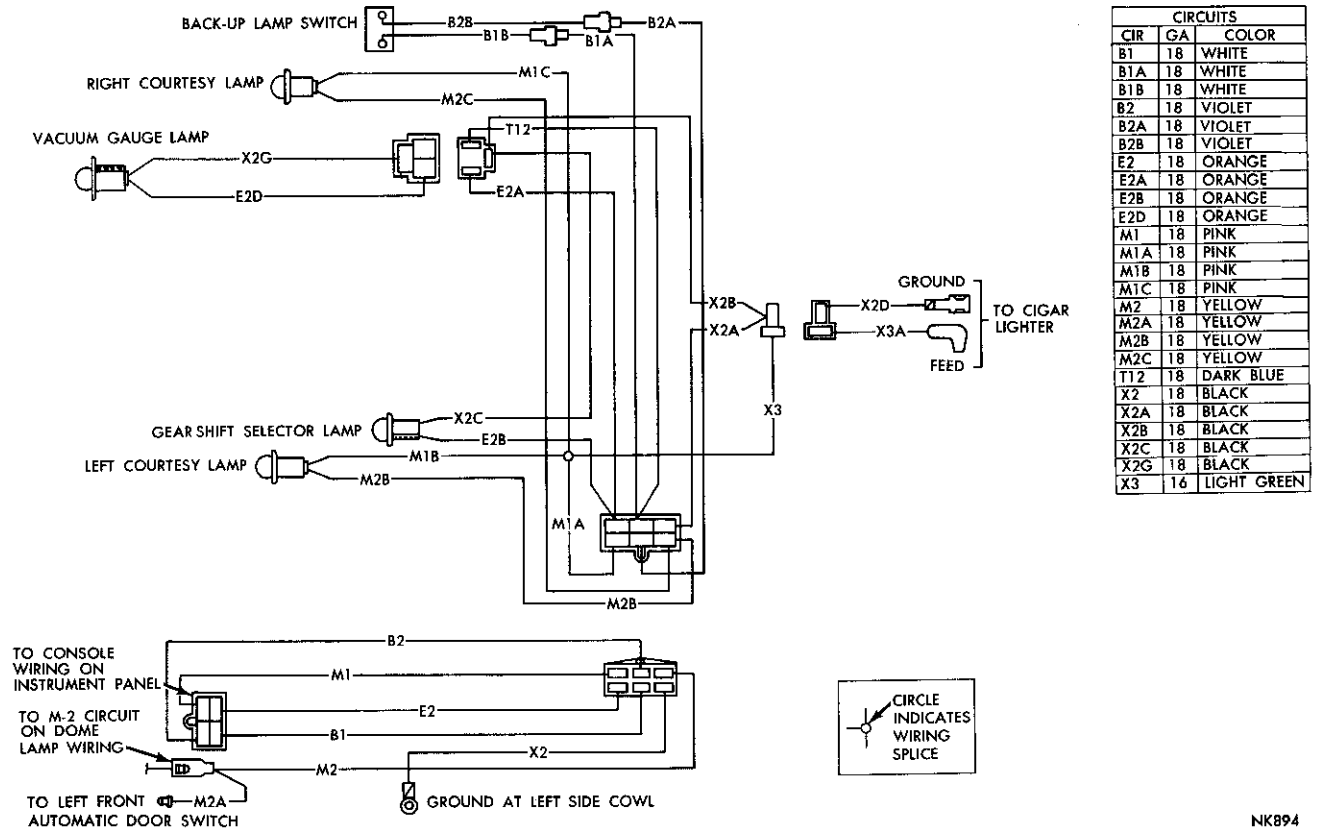 BACK-UP LAMP SWITCH
B2B
B2A
B1B
B1A
RIGHT COURTESY LAMP
M1C
M2C
VACUUM GAUGE LAMP
T12
X2G
E2D
E2A
GROUND
X2B
X2D
TO CIGAR
LIGHTER
X2A
X3A
FEED
X3
X2C
GEAR SHIFT SELECTOR LAMP
E2B
M1B
LEFT COURTESY LAMP
M2B
M1A
M2B
CIRCUITS
CIR GA COLOR
B1 18 WHITE
B1A 18 WHITE
B1B 18 WHITE
B2 18 VIOLET
B2A 18 VIOLET
B2B 18 VIOLET
E2 18 ORANGE
E2A 18 ORANGE
E2B 18 ORANGE
E2D 18 ORANGE
M1 18 PINK
M1A 18 PINK
M1B 18 PINK
M1C 18 PINK
M2 18 YELLOW
M2A 18 YELLOW
M2B 18 YELLOW
M2C 18 YELLOW
T12 18 DARK BLUE
X2 18 BLACK
X2A 18 BLACK
X2B 18 BLACK
X2C 18 BLACK
X2G 18 BLACK
X3 16 LIGHT GREEN
B2
TO CONSOLE
WIRING ON
INSTRUMENT PANEL
M1
TO M-2 CIRCUIT
ON DOME
LAMP WIRING
E2
B1
X2
M2
TO LEFT FRONT
AUTOMATIC DOOR SWITCH
M2A
GROUND AT LEFT SIDE COWL
CIRCLE
INDICATES
WIRING
SPLICE
NK894